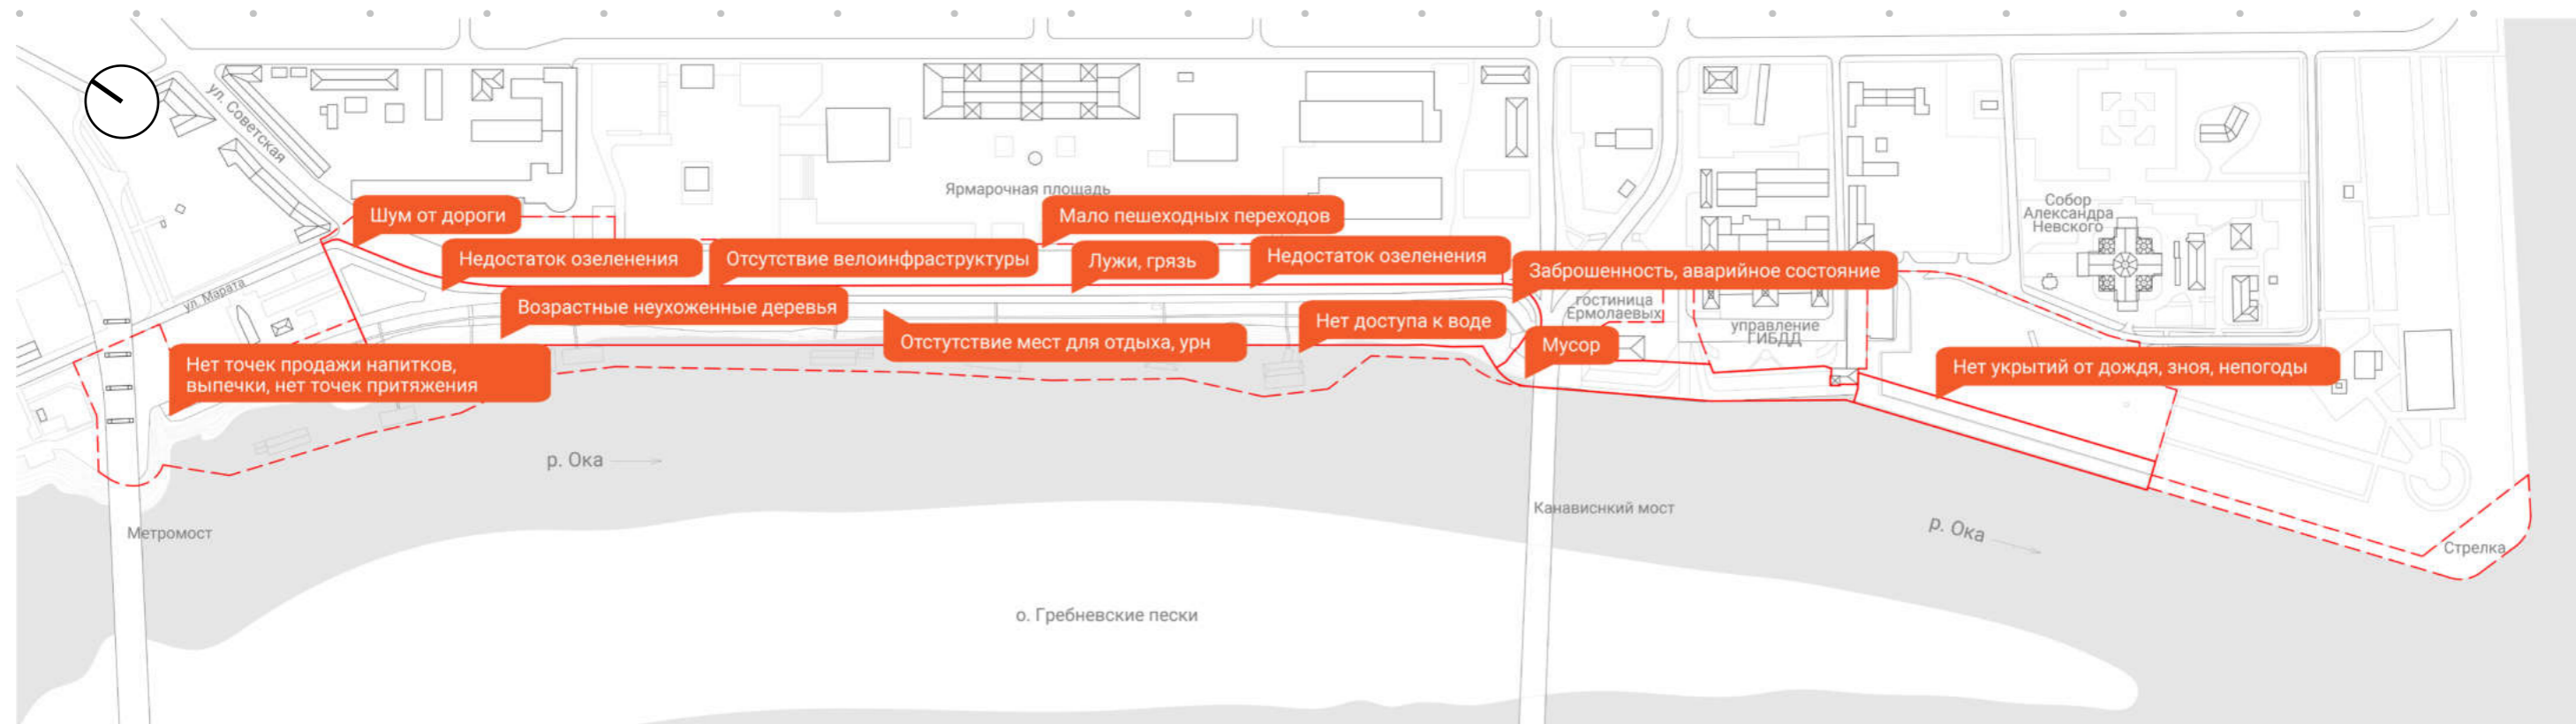 ул. Советская
Ярмарочная площадь
Шум от дороги
Мало пешеходных переходов
Собор
Александра
Невского
Недостаток озеленения
Отсутствие велоинфраструктуры
Лужи, грязь
Недостаток озеленения
Заброшенность, аварийное состояние
ул. Марата
Возрастные неухоженные деревья
Нет доступа к воде
гостиница
Ермолаевых
управление
ГИБДД
Отстутствие мест для отдыха, урн
Мусор
Нет точек продажи напитков,
выпечки, нет точек притяжения
Нет укрытий от дождя, зноя, непогоды
р. Ока
Метромост
Канависнкий мост
р. Ока
Стрелка
о. Гребневские пески